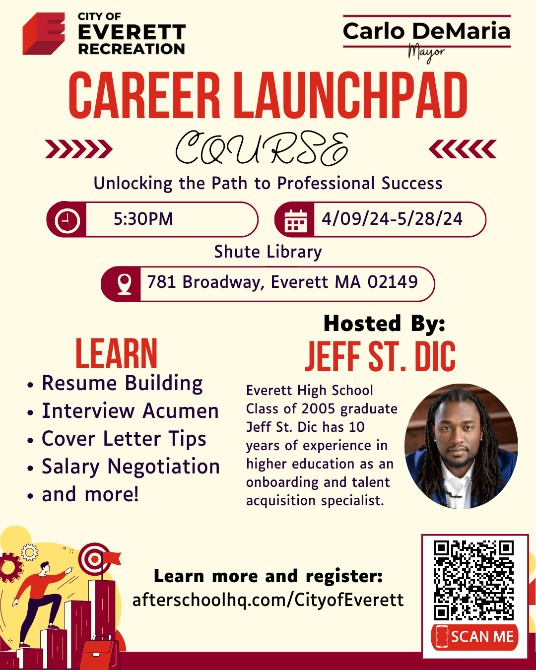 CITY OF
EVERETT
RECREATION
Carlo DeMaria
Mayor
CAREER LAUNCHPAD
COURSE
Unlocking the Path to Professional Success
5:30PM
4/09/24-5/28/24
Shute Library
781 Broadway, Everett MA 02149
LEARN
• Resume Building
• Interview Acumen
• Cover Letter Tips
• Salary Negotiation
• and more!
Hosted By:
JEFF ST. DIC
Everett High School
Class of 2005 graduate
Jeff St. Dic has 10
years of experience in
higher education as an
onboarding and talent
acquisition specialist.
Learn more and register:
afterschoolhq.com/CityofEverett
SCAN ME